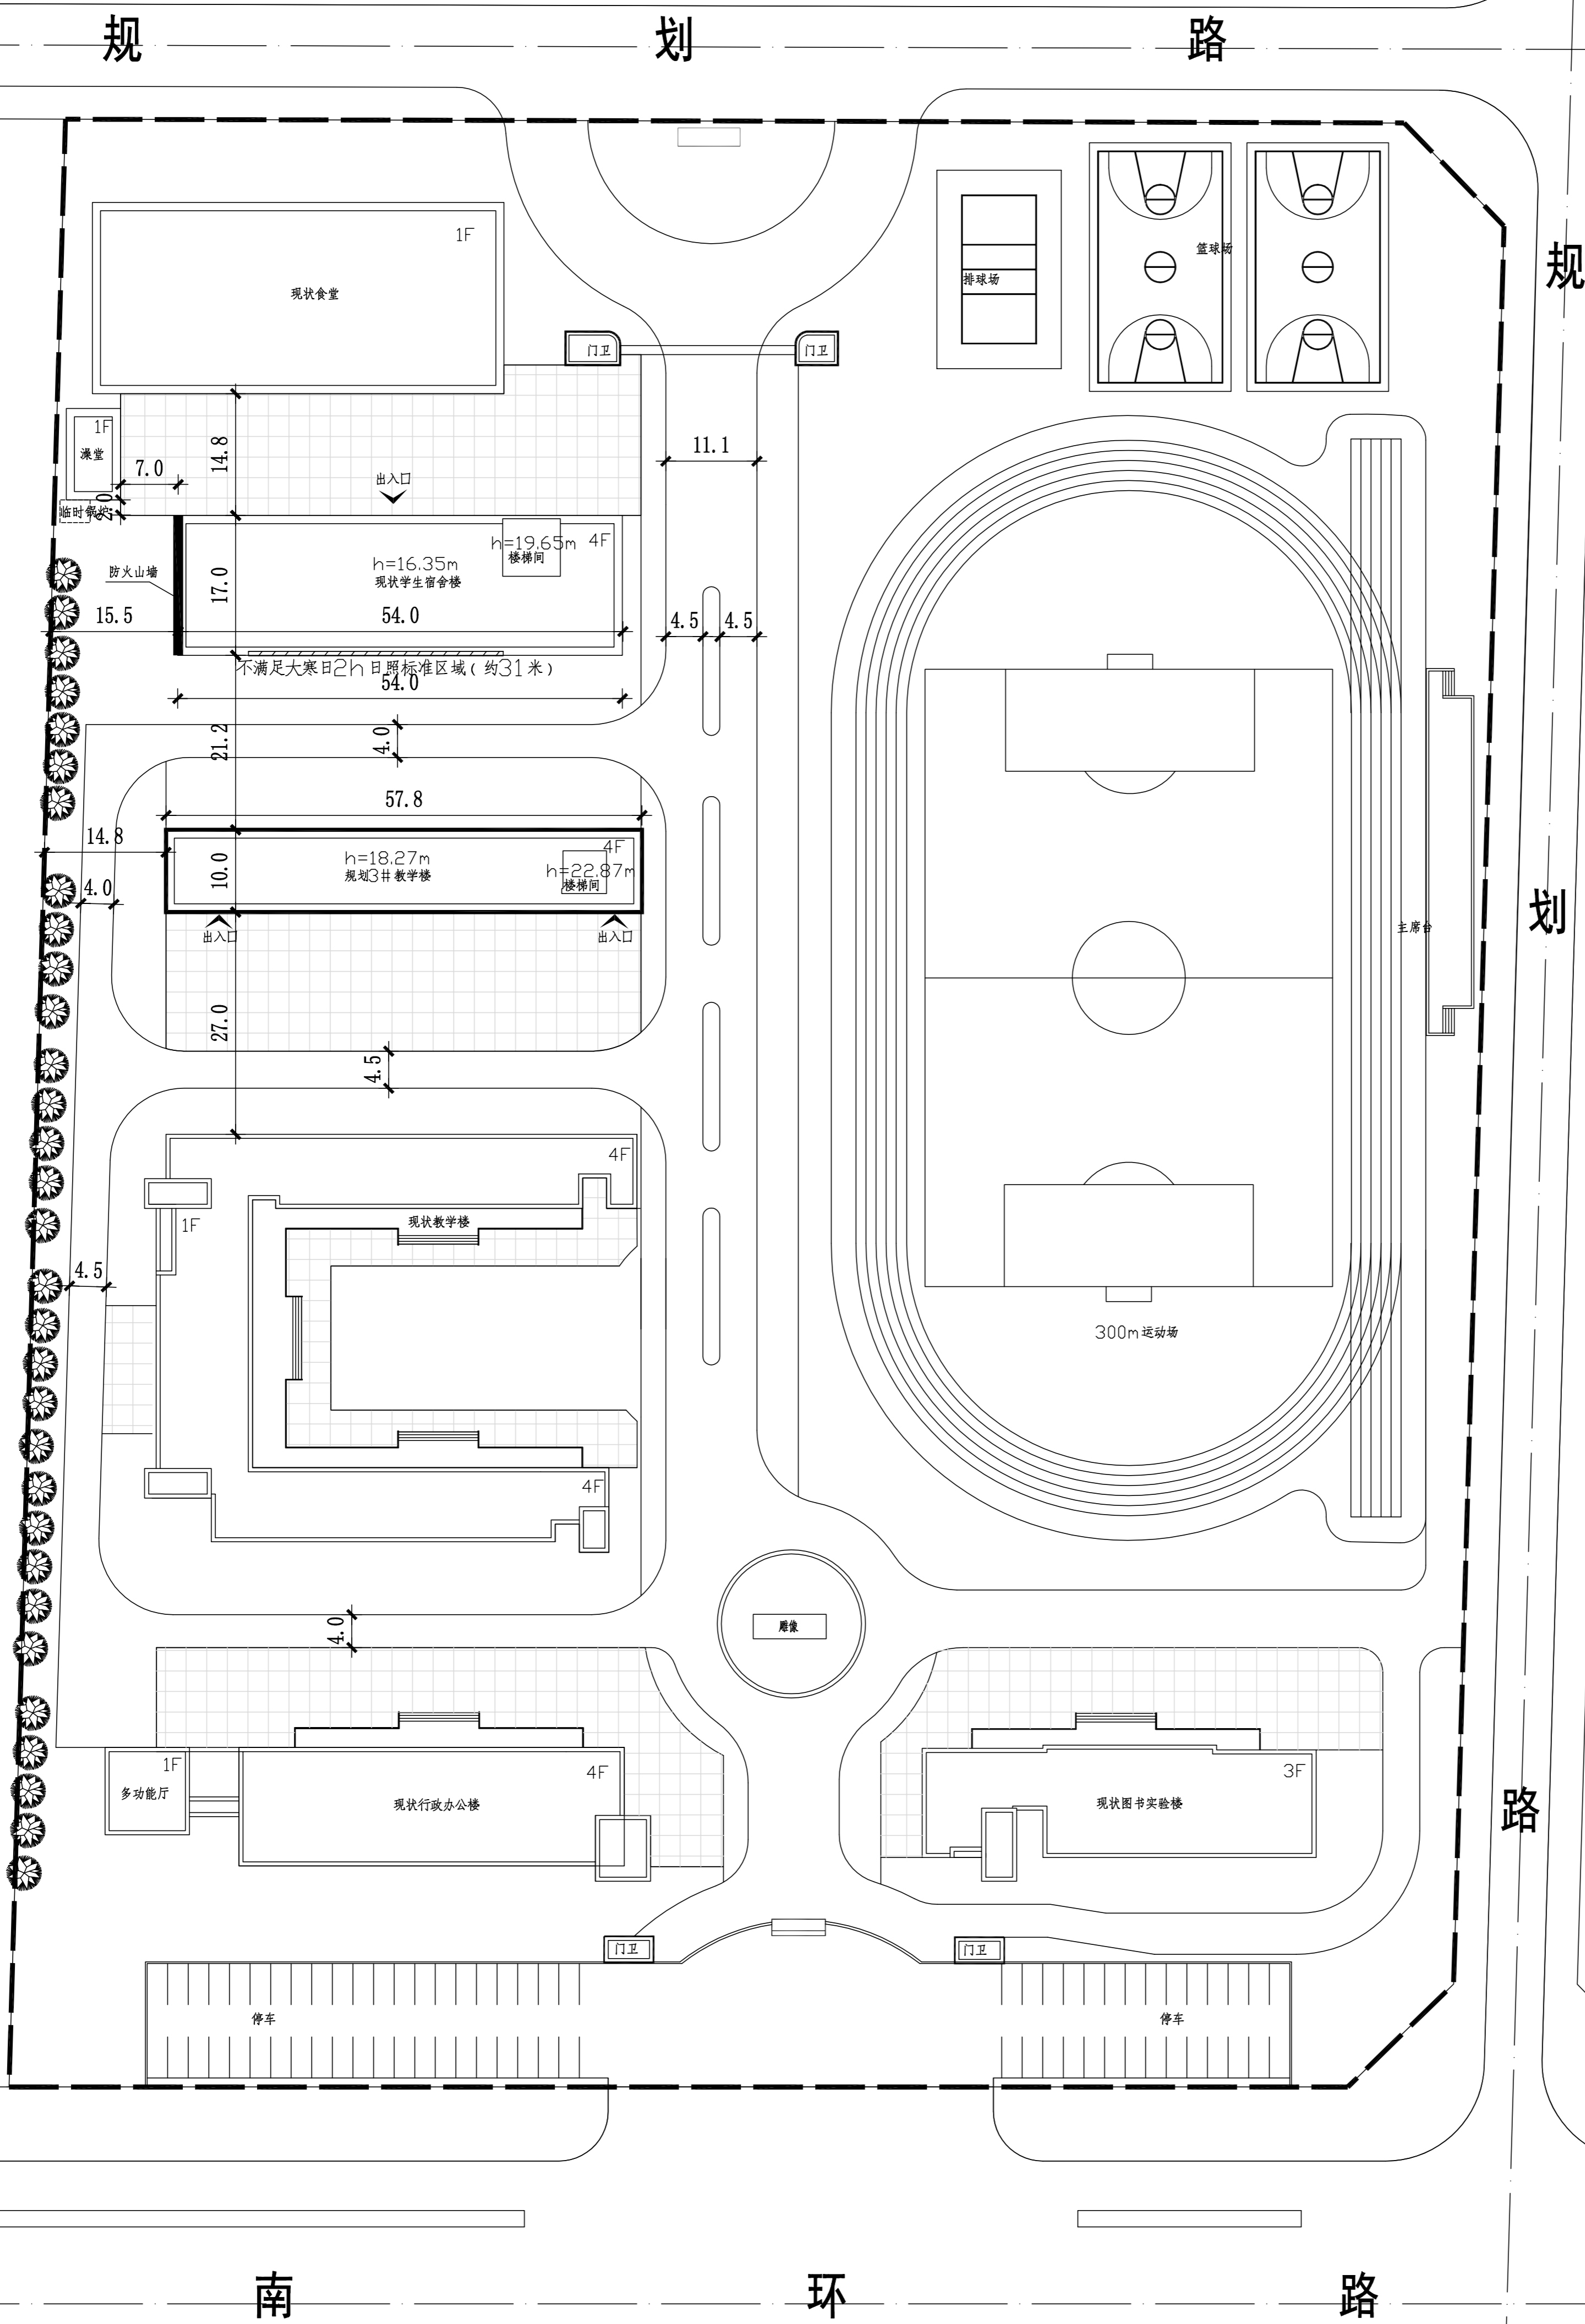 规 划 路
1F
现状食堂
排球场
篮球场
规
门卫
门卫
1F
澡堂
7.0
14.8
11.1
出入口
2.0
临时锅炉
h=19.65m
4F
楼梯间
h=16.35m
现状学生宿舍楼
防火山墙
17.0
15.5
54.0
4.5
4.5
不满足大寒日2h日照标准区域(约31米)
54.0
21.2
4.0
57.8
14.8
4F
h=18.27m
规划3#教学楼
10.0
h=22.87m
楼梯间
4.0
出入口
出入口
主席台
划
27.0
4.5
4F
1F
现状教学楼
4.5
300m运动场
4F
4.0
雕像
1F
多功能厅
4F
现状行政办公楼
3F
现状图书实验楼
路
门卫
门卫
停车
停车
南 环 路